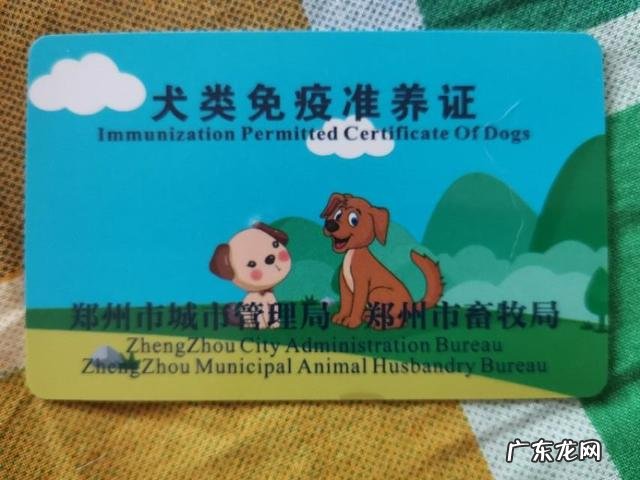 犬类免疫准养证
Immunization Permitted Certificate Of Dogs
郑州市城市管理局 郑州市畜牧局
ZhengZhou City Administration Bureau
ZhengZhou Municipal Animal Husbandry Bureau
广东龙网